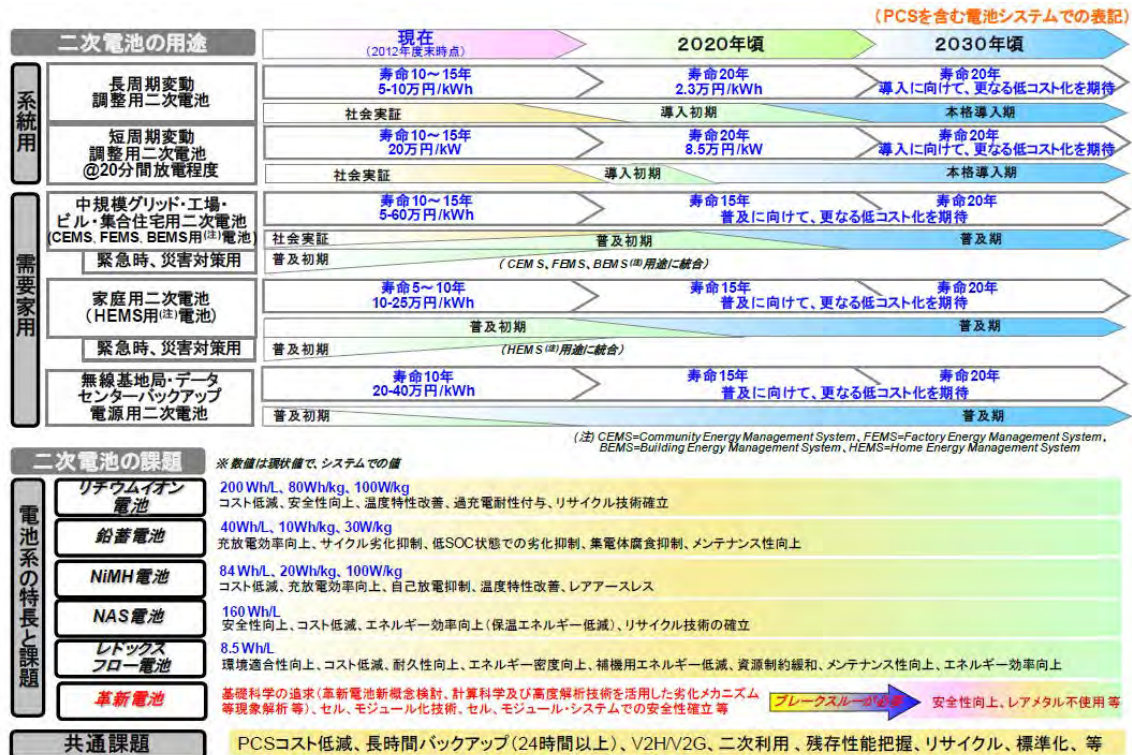 (PCSを含む電池システムでの表記)
二次電池の用途
現在
(2012年度末時点)
2020年頃
2030年頃
系統用
長周期変動
調整用二次電池
寿命10～15年
5-10万円/kWh
寿命20年
2.3万円/kWh
寿命20年
導入に向けて、更なる低コスト化を期待
社会実証
導入初期
本格導入期
短周期変動
調整用二次電池
@20分間放電程度
寿命10～15年
20万円/kW
寿命20年
8.5万円/kW
寿命20年
導入に向けて、更なる低コスト化を期待
社会実証
導入初期
本格導入期
需要家用
中規模グリッド・工場・
ビル・集合住宅用二次電池
(CEMS, FEMS, BEMS用(注)電池)
寿命10～15年
5-60万円/kWh
寿命15年
寿命20年
普及に向けて、更なる低コスト化を期待
社会実証
普及初期
普及期
緊急時、災害対策用
普及初期
(CEMS、FEMS、BEMS(注)用途に統合)
家庭用二次電池
(HEMS用(注)電池)
寿命5～10年
10-25万円/kWh
寿命15年
寿命20年
普及に向けて、更なる低コスト化を期待
普及初期
普及期
緊急時、災害対策用
普及初期
(HEMS(注)用途に統合)
無線基地局・データ
センターバックアップ
電源用二次電池
寿命10年
20-40万円/kWh
寿命15年
寿命20年
普及に向けて、更なる低コスト化を期待
普及初期
普及期
(注) CEMS=Community Energy Management System、FEMS=Factory Energy Management System、
BEMS=Building Energy Management System、HEMS=Home Energy Management System
二次電池の課題
※数値は現状値で、システムでの値
電池系の特長と課題
リチウムイオン
電池
200 Wh/L、80Wh/kg、100W/kg
コスト低減、安全性向上、温度特性改善、過充電耐性付与、リサイクル技術確立
鉛蓄電池
40Wh/L、10Wh/kg、30W/kg
充放電効率向上、サイクル劣化抑制、低SOC状態での劣化抑制、集電体腐食抑制、メンテナンス性向上
NiMH電池
84 Wh/L、20Wh/kg、100W/kg
コスト低減、充放電効率向上、自己放電抑制、温度特性改善、レアアースレス
NAS電池
160 Wh/L
安全性向上、コスト低減、エネルギー効率向上(保温エネルギー低減)、リサイクル技術の確立
レドックス
フロー電池
8.5 Wh/L
環境適合性向上、コスト低減、耐久性向上、エネルギー密度向上、補機用エネルギー低減、資源制約緩和、メンテナンス性向上、エネルギー効率向上
革新電池
基礎科学の追求(革新電池新概念検討、計算科学及び高度解析技術を活用した劣化メカニズム
等現象解析 等)、セル、モジュール化技術、セル、モジュール・システムでの安全性確立 等
ブレークスルーが必要
安全性向上、レアメタル不使用 等
共通課題
PCSコスト低減、長時間バックアップ(24時間以上)、V2H/V2G、二次利用、残存性能把握、リサイクル、標準化、等